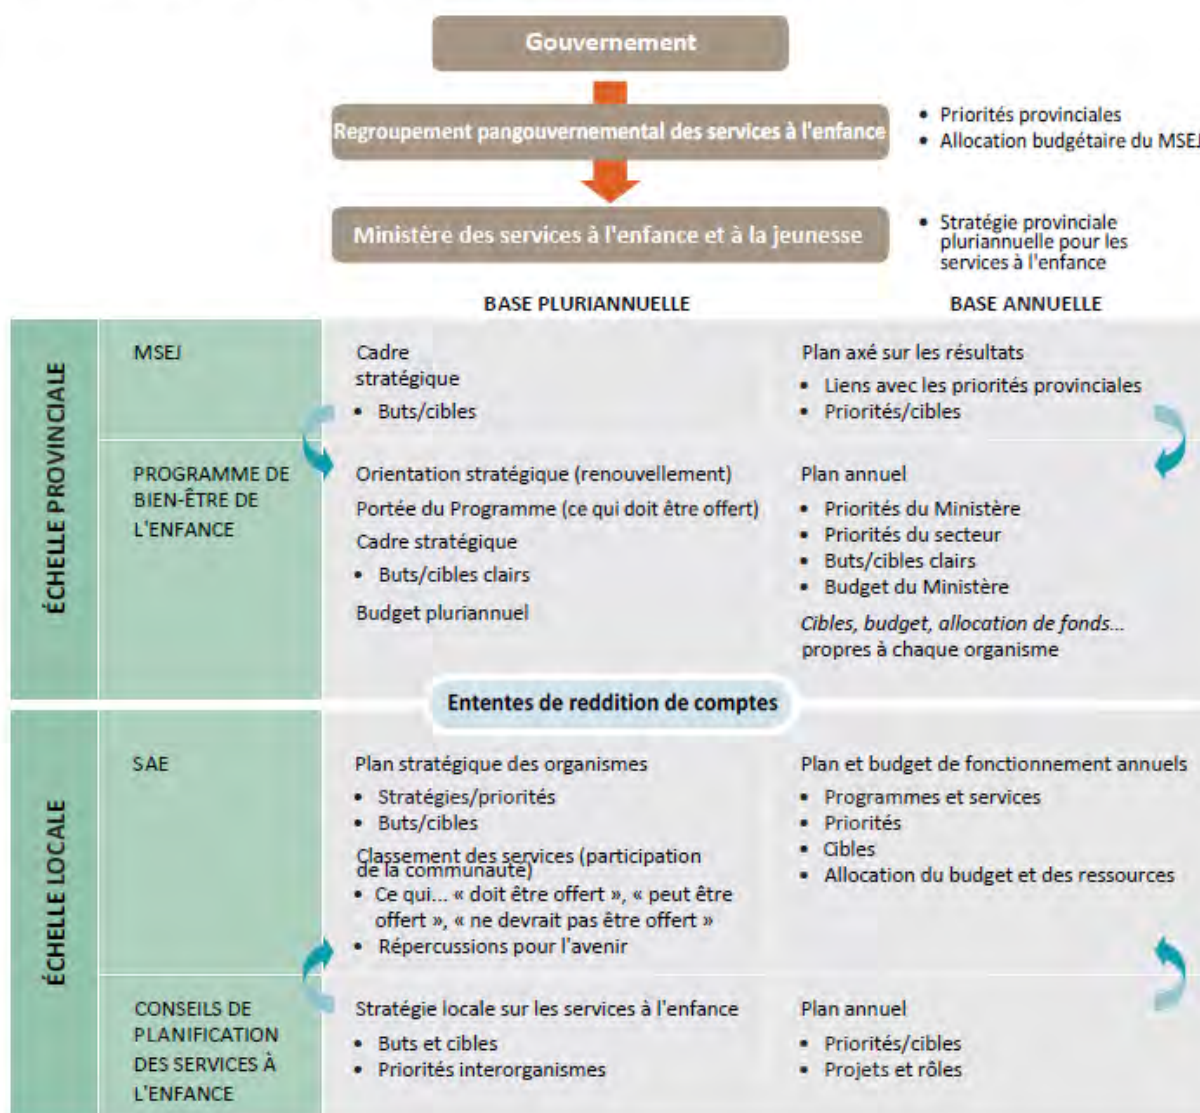 Gouvernement
Regroupement pangouvernemental des services à l'enfance
• Priorités provinciales
• Allocation budgétaire du MSEJ
Ministère des services à l'enfance et à la jeunesse
• Stratégie provinciale
pluriannuelle pour les
services à l'enfance
BASE PLURIANNUELLE
BASE ANNUELLE
ÉCHELLE PROVINCIALE
MSEJ
Cadre
stratégique
• Buts/cibles
Plan axé sur les résultats
• Liens avec les priorités provinciales
• Priorités/cibles
PROGRAMME DE
BIEN-ÊTRE DE
L'ENFANCE
Orientation stratégique (renouvellement)
Portée du Programme (ce qui doit être offert)
Cadre stratégique
• Buts/cibles clairs
Budget pluriannuel
Plan annuel
• Priorités du Ministère
• Priorités du secteur
• Buts/cibles clairs
• Budget du Ministère
Cibles, budget, allocation de fonds...
propres à chaque organisme
Ententes de reddition de comptes
ÉCHELLE LOCALE
SAE
Plan stratégique des organismes
• Stratégies/priorités
• Buts/cibles
Classement des services (participation
de la communauté)
• Ce qui... « doit être offert », « peut être
offert », « ne devrait pas être offert »
• Répercussions pour l'avenir
Plan et budget de fonctionnement annuels
• Programmes et services
• Priorités
• Cibles
• Allocation du budget et des ressources
CONSEILS DE
PLANIFICATION
DES SERVICES À
L'ENFANCE
Stratégie locale sur les services à l'enfance
• Buts et cibles
• Priorités interorganismes
Plan annuel
• Priorités/cibles
• Projets et rôles